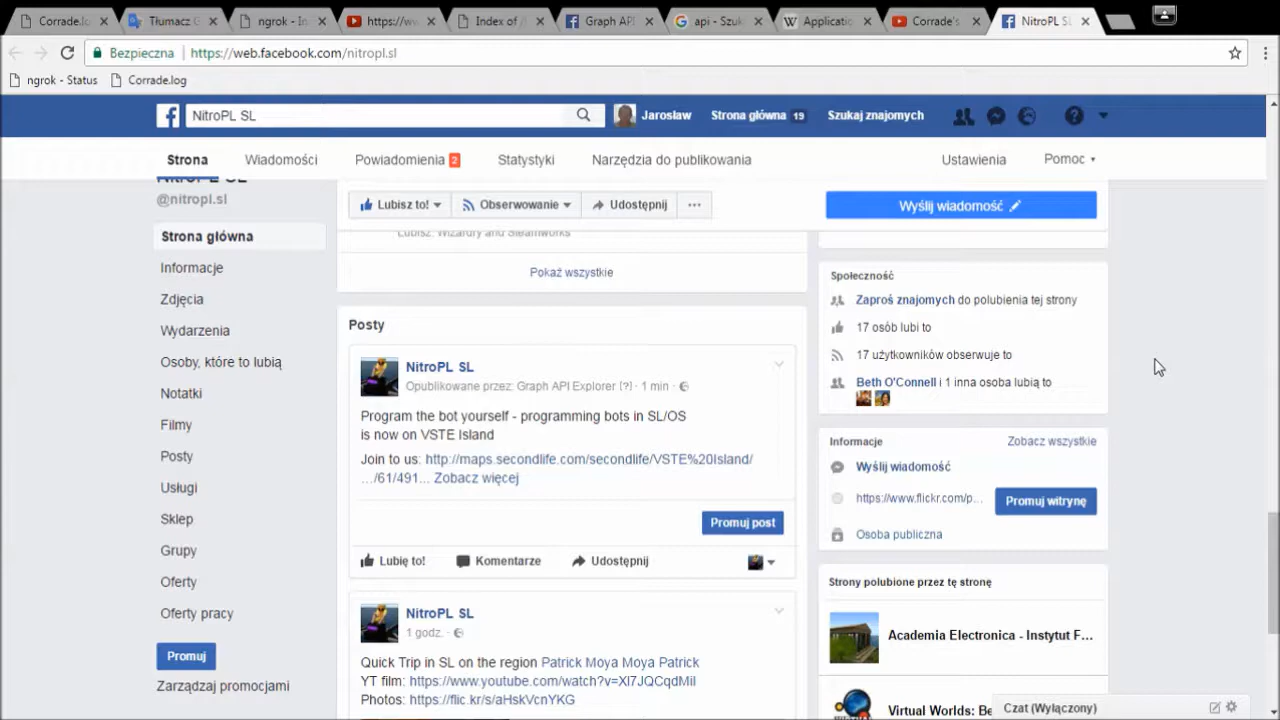 Corrade.lo
Tłumacz G
ngrok - In
https://ww
Index of /
Graph API
api - Szuk
Applicatio
Corrade's
NitroPL SL
Bezpieczna
https://web.facebook.com/nitropl.sl
ngrok - Status
Corrade.log
NitroPL SL
Jarosław
Strona główna 19
Szukaj znajomych
Strona
Wiadomości
Powiadomienia 2
Statystyki
Narzędzia do publikowania
Ustawienia
Pomoc
NitroPL SL
@nitropl.sl
Strona główna
Informacje
Zdjęcia
Wydarzenia
Osoby, które to lubią
Notatki
Filmy
Posty
Usługi
Sklep
Grupy
Oferty
Oferty pracy
Promuj
Zarządzaj promocjami
Lubisz to!
Obserwowanie
Udostępnij
Wyślij wiadomość
Lubisz: Wizardry and Steamworks
Pokaż wszystkie
Posty
NitroPL SL
Opublikowane przez: Graph API Explorer [?] · 1 min ·
Program the bot yourself - programming bots in SL/OS
is now on VSTE Island
Join to us: http://maps.secondlife.com/secondlife/VSTE%20Island/
…/61/491... Zobacz więcej
Promuj post
Lubię to!
Komentarze
Udostępnij
NitroPL SL
1 godz. ·
Quick Trip in SL on the region Patrick Moya Moya Patrick
YT film: https://www.youtube.com/watch?v=Xl7JQCqdMiI
Photos: https://flic.kr/s/aHskVcnYKG
Społeczność
Zaproś znajomych do polubienia tej strony
17 osób lubi to
17 użytkowników obserwuje to
Beth O'Connell i 1 inna osoba lubią to
Informacje
Zobacz wszystkie
Wyślij wiadomość
https://www.flickr.com/p...
Promuj witrynę
Osoba publiczna
Strony polubione przez tę stronę
Academia Electronica - Instytut F...
Virtual Worlds: Be
Czat (Wyłączony)